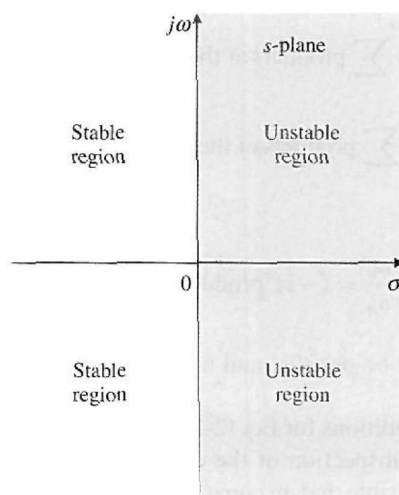 jω
s-plane
Stable
region
Unstable
region
0
σ
Stable
region
Unstable
region